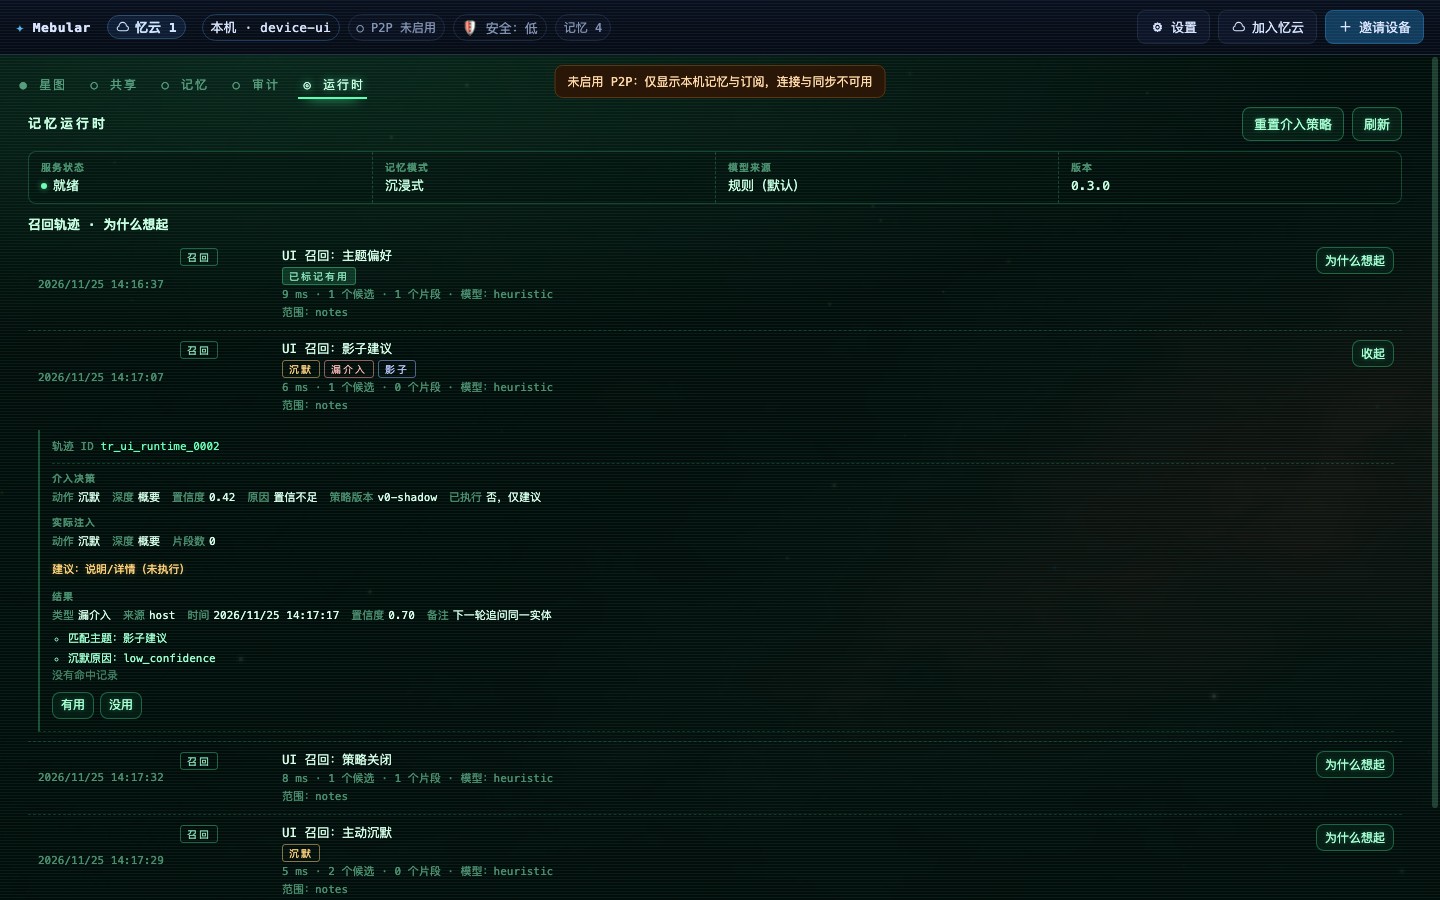 Mebular
忆云 1
本机 · device-ui
P2P 未启用
安全: 低
记忆 4
设置
加入忆云
邀请设备
星图
共享
记忆
审计
运行时
未启用 P2P: 仅显示本机记忆与订阅, 连接与同步不可用
记忆运行时
重置介入策略
刷新
服务状态
就绪
记忆模式
沉浸式
模型来源
规则 (默认)
版本
0.3.0
召回轨迹 · 为什么想起
召回
2026/11/25 14:16:37
UI 召回: 主题偏好
已标记有用
9 ms · 1 个候选 · 1 个片段 · 模型: heuristic
范围: notes
为什么想起
召回
2026/11/25 14:17:07
UI 召回: 影子建议
沉默 漏介入 影子
6 ms · 1 个候选 · 0 个片段 · 模型: heuristic
范围: notes
收起
轨迹 ID tr_ui_runtime_0002
介入决策
动作 沉默 深度 概要 置信度 0.42 原因 置信不足 策略版本 v0-shadow 已执行 否, 仅建议
实际注入
动作 沉默 深度 概要 片段数 0
建议: 说明/详情 (未执行)
结果
类型 漏介入 来源 host 时间 2026/11/25 14:17:17 置信度 0.70 备注 下一轮追问同一实体
匹配主题: 影子建议
沉默原因: low_confidence
没有命中记录
有用
没用
召回
2026/11/25 14:17:32
UI 召回: 策略关闭
8 ms · 1 个候选 · 1 个片段 · 模型: heuristic
范围: notes
为什么想起
召回
2026/11/25 14:17:29
UI 召回: 主动沉默
沉默
5 ms · 2 个候选 · 0 个片段 · 模型: heuristic
范围: notes
为什么想起